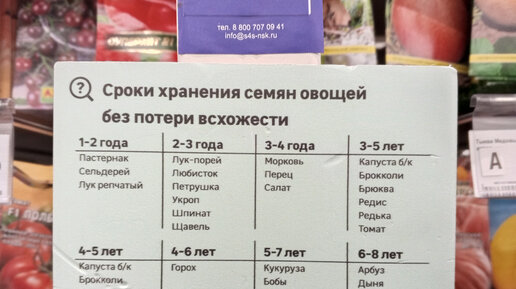 тел. 8 800 707 09 41
info@s4s-nsk.ru
Сроки хранения семян овощей
без потери всхожести
1-2 года
Пастернак
Сельдерей
Лук репчатый
2-3 года
Лук-порей
Любисток
Петрушка
Укроп
Шпинат
Щавель
3-4 года
Морковь
Перец
Салат
3-5 лет
Капуста б/к
Брокколи
Брюква
Редис
Редька
Томат
4-5 лет
Капуста б/к
Брокколи
4-6 лет
Горох
5-7 лет
Кукуруза
Бобы
6-8 лет
Арбуз
Дыня
А